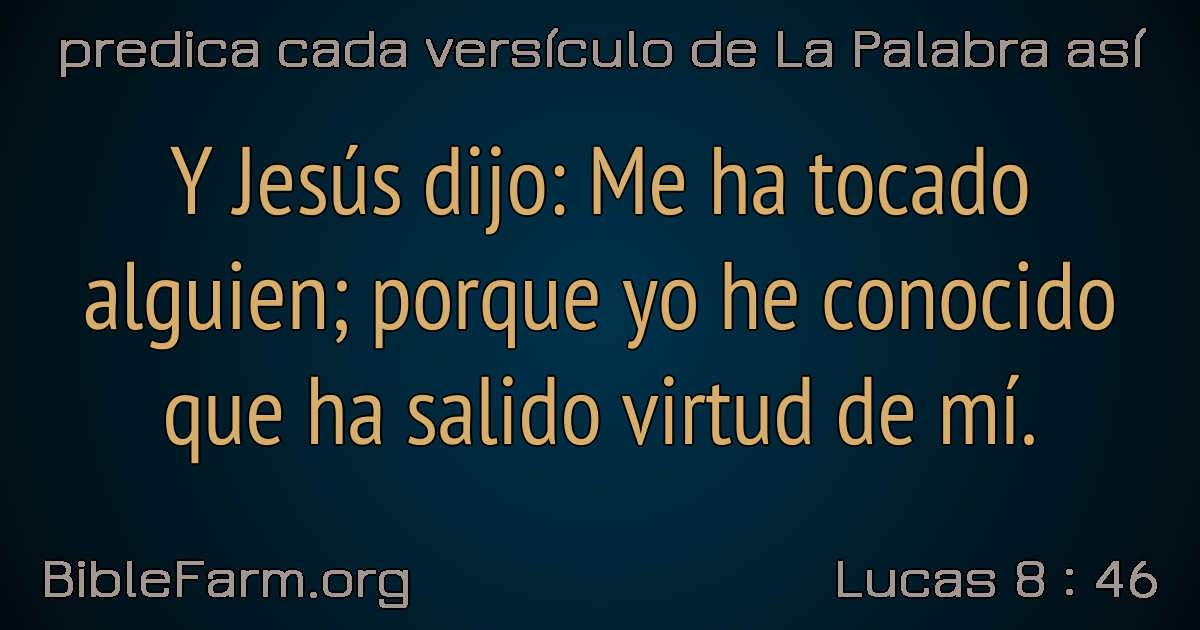 predica cada versículo de La Palabra así
Y Jesús dijo: Me ha tocado
alguien; porque yo he conocido
que ha salido virtud de mí.
BibleFarm.org
Lucas 8 : 46